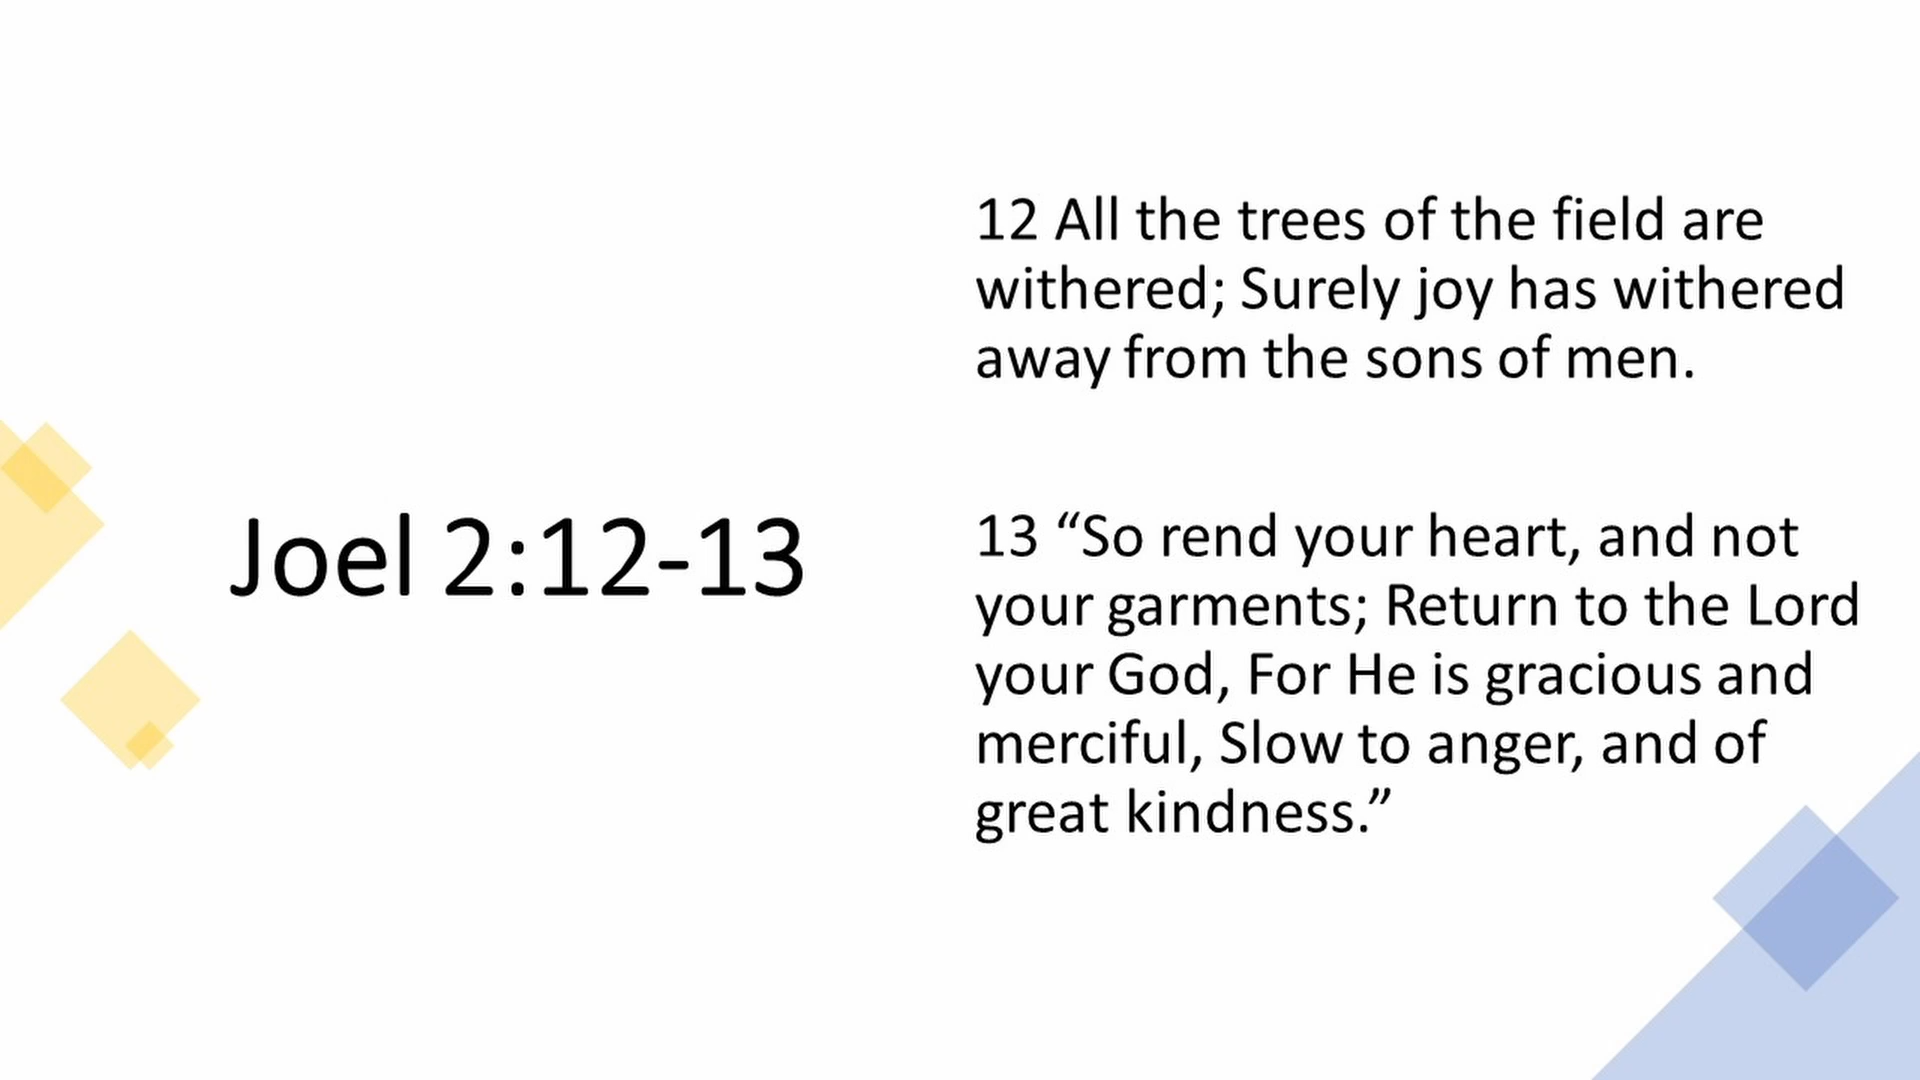 Joel 2:12-13
12 All the trees of the field are
withered; Surely joy has withered
away from the sons of men.
13 “So rend your heart, and not
your garments; Return to the Lord
your God, For He is gracious and
merciful, Slow to anger, and of
great kindness.”